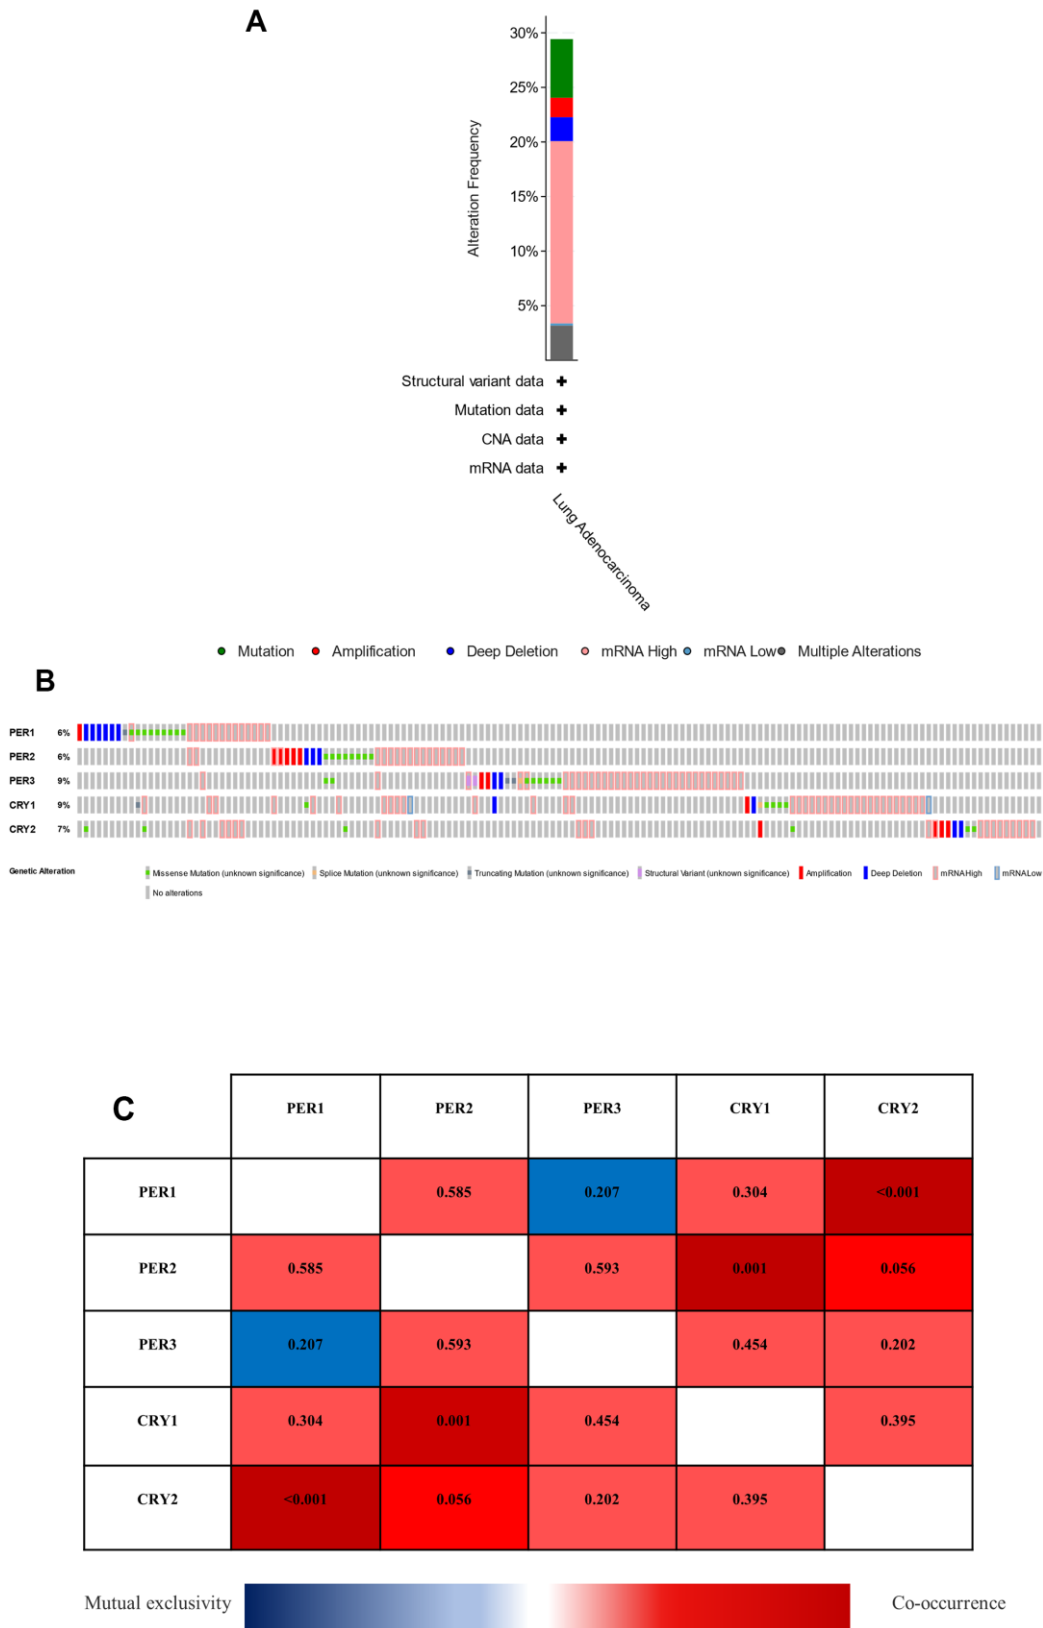 A
30%
25%
20%
15%
10%
5%
Alteration Frequency
Structural variant data
Mutation data
CNA data
mRNA data
Lung Adenocarcinoma
Mutation Amplification Deep Deletion mRNA High mRNA Low Multiple Alterations
B
PER1 6%
PER2 6%
PER3 9%
CRY1 9%
CRY2 7%
Genetic Alteration Missense Mutation (unknown significance) Splice Mutation (unknown significance) Truncating Mutation (unknown significance) Structural Variant (unknown significance) Amplification Deep Deletion mRNA High mRNA Low
No alterations
C
PER1 PER2 PER3 CRY1 CRY2
PER1 0.585 0.207 0.304 <0.001
PER2 0.585 0.593 0.001 0.056
PER3 0.207 0.593 0.454 0.202
CRY1 0.304 0.001 0.454 0.395
CRY2 <0.001 0.056 0.202 0.395
Mutual exclusivity Co-occurrence